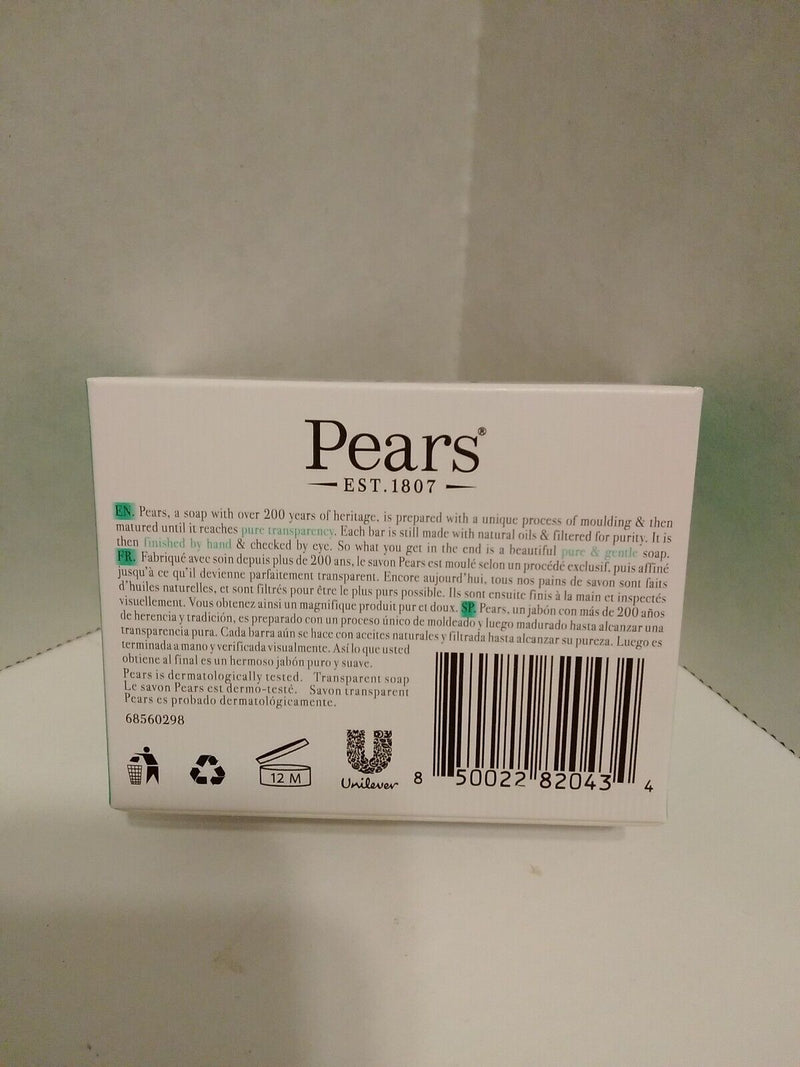 Pears®
EST.1807
EN. Pears, a soap with over 200 years of heritage, is prepared with a unique process of moulding & then
matured until it reaches pure transparency. Each bar is still made with natural oils & filtered for purity. It is
then finished by hand & checked by eye. So what you get in the end is a beautiful pure & gentle soap.
FR. Fabriqué avec soin depuis plus de 200 ans, le savon Pears est moulé selon un procédé exclusif, puis affiné
jusqu'à ce qu'il devienne parfaitement transparent. Encore aujourd'hui, tous nos pains de savon sont faits
d'huiles naturelles, et sont filtrés pour être le plus purs possible. Ils sont ensuite finis à la main et inspectés
visuellement. Vous obtenez ainsi un magnifique produit pur et doux. SP. Pears, un jabón con más de 200 años
de herencia y tradición, es preparado con un proceso único de moldeado y luego madurado hasta alcanzar una
transparencia pura. Cada barra aún se hace con aceites naturales y filtrada hasta alcanzar su pureza. Luego es
terminada a mano y verificada visualmente. Así lo que usted
obtiene al final es un hermoso jabón puro y suave.
Pears is dermatologically tested. Transparent soap
Le savon Pears est dermo-testé. Savon transparent
Pears es probado dermatológicamente.
68560298
12 M
Unilever
8 50022 82043 4